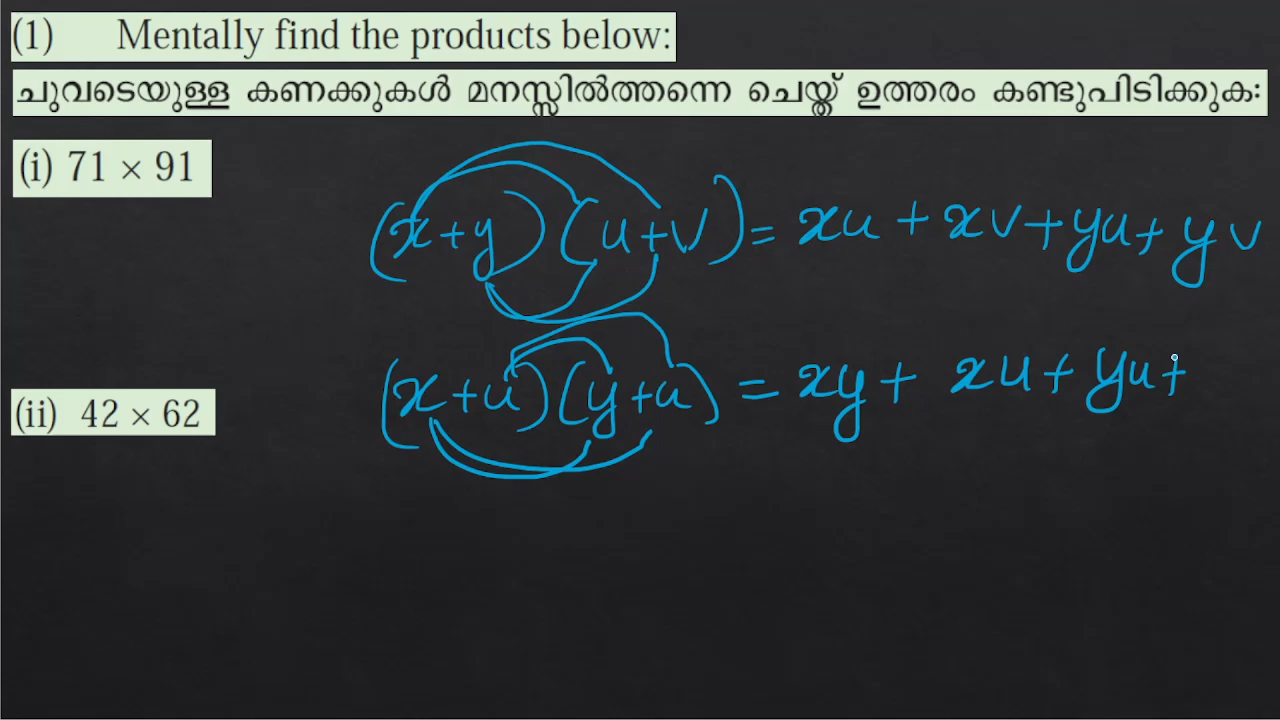 (1) Mentally find the products below:
ചുവടെയുള്ള കണക്കുകൾ മനസ്സിൽത്തന്നെ ചെയ്ത് ഉത്തരം കണ്ടുപിടിക്കുക:
(i) 71 × 91
(x+y)(u+v) = xu + xv + yu + yv
(x+u)(y+u) = xy + xu + yu +
(ii) 42 × 62